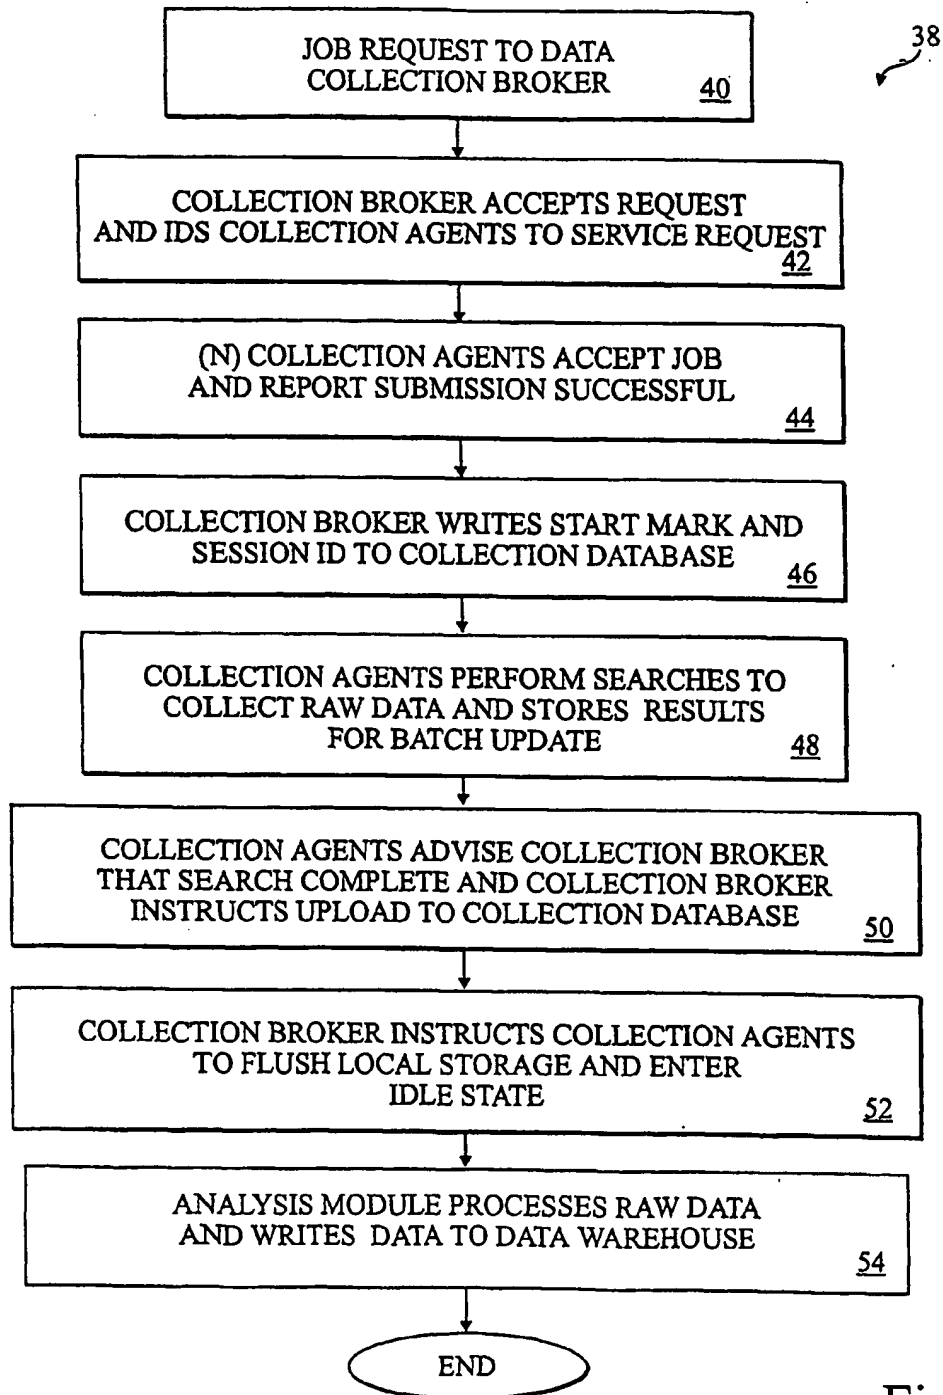 38
JOB REQUEST TO DATA
COLLECTION BROKER
40
COLLECTION BROKER ACCEPTS REQUEST
AND IDS COLLECTION AGENTS TO SERVICE REQUEST
42
(N) COLLECTION AGENTS ACCEPT JOB
AND REPORT SUBMISSION SUCCESSFUL
44
COLLECTION BROKER WRITES START MARK AND
SESSION ID TO COLLECTION DATABASE
46
COLLECTION AGENTS PERFORM SEARCHES TO
COLLECT RAW DATA AND STORES RESULTS
FOR BATCH UPDATE
48
COLLECTION AGENTS ADVISE COLLECTION BROKER
THAT SEARCH COMPLETE AND COLLECTION BROKER
INSTRUCTS UPLOAD TO COLLECTION DATABASE
50
COLLECTION BROKER INSTRUCTS COLLECTION AGENTS
TO FLUSH LOCAL STORAGE AND ENTER
IDLE STATE
52
ANALYSIS MODULE PROCESSES RAW DATA
AND WRITES DATA TO DATA WAREHOUSE
54
END